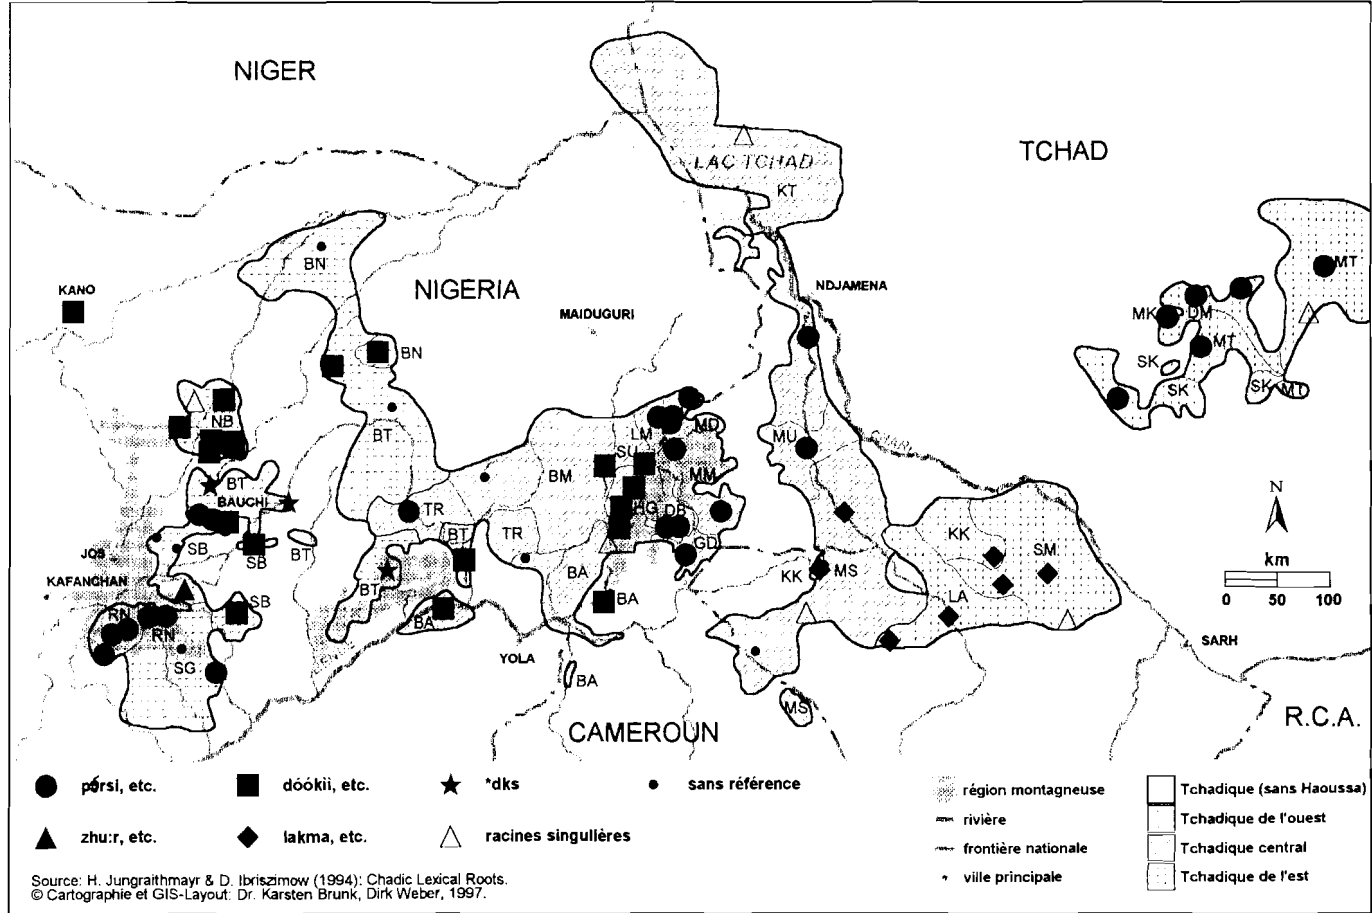 NIGER
TCHAD
LAC TCHAD
KT
BN
NIGERIA
KANO
MAIDUGURI
NDJAMENA
MT
MK
DM
MT
SK
SK
SK
MT
BN
NB
BT
LM
MD
SU
MU
BT
BAUCHI
BM
MM
TR
TR
BT
HG
DB
GD
JOS
SB
SB
BT
KAFANCHAN
BT
BA
KK
MS
KK
SM
N
km
0 50 100
RN
RN
SB
BA
BA
LA
SG
YOLA
BA
SARH
MS
CAMEROUN
R.C.A.
pərsi, etc.
dóókìi, etc.
*dks
sans référence
zhu:r, etc.
lakma, etc.
racines singulières
région montagneuse
rivière
frontière nationale
ville principale
Tchadique (sans Haoussa)
Tchadique de l'ouest
Tchadique central
Tchadique de l'est
Source: H. Jungraithmayr & D. Ibriszimow (1994): Chadic Lexical Roots.
© Cartographie et GIS-Layout: Dr. Karsten Brunk, Dirk Weber, 1997.